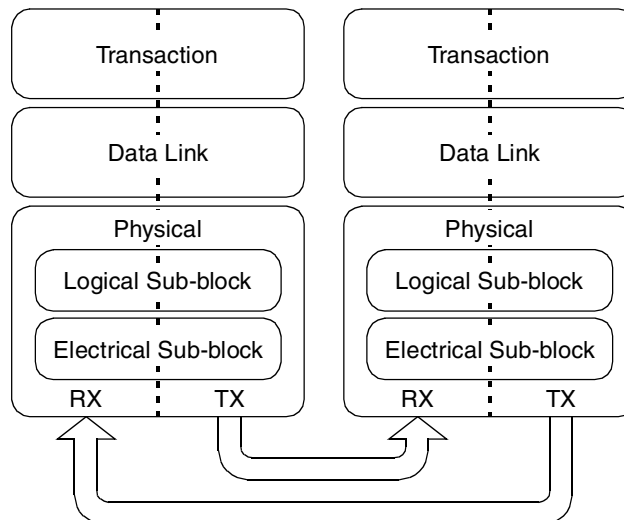 Transaction
Transaction
Data Link
Data Link
Physical
Physical
Logical Sub-block
Logical Sub-block
Electrical Sub-block
Electrical Sub-block
RX TX
RX TX